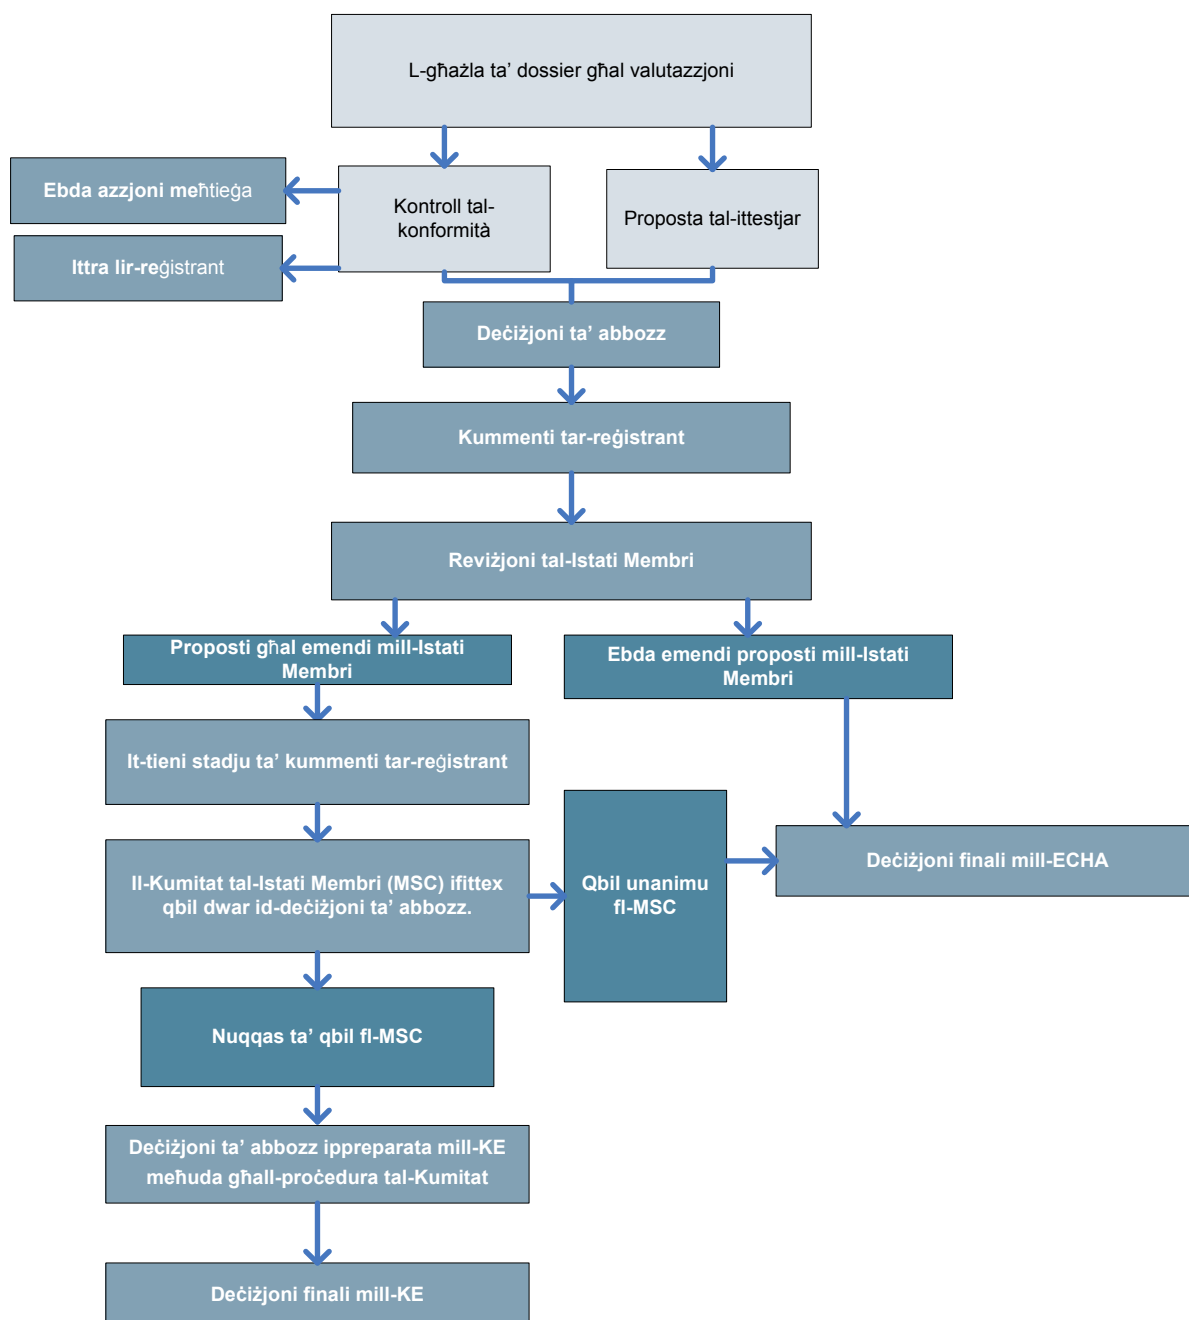 L-għażla ta’ dossier għal valutazzjoni
Ebda azzjoni meħtieġa
Kontroll tal-
konformità
Proposta tal-ittestjar
Ittra lir-reġistrant
Deċiżjoni ta’ abbozz
Kummenti tar-reġistrant
Reviżjoni tal-Istati Membri
Proposti għal emendi mill-Istati
Membri
Ebda emendi proposti mill-Istati
Membri
It-tieni stadju ta’ kummenti tar-reġistrant
Il-Kumitat tal-Istati Membri (MSC) ifittex
qbil dwar id-deċiżjoni ta’ abbozz.
Qbil unanimu
fl-MSC
Deċiżjoni finali mill-ECHA
Nuqqas ta’ qbil fl-MSC
Deċiżjoni ta’ abbozz ippreparata mill-KE
meħuda għall-proċedura tal-Kumitat
Deċiżjoni finali mill-KE